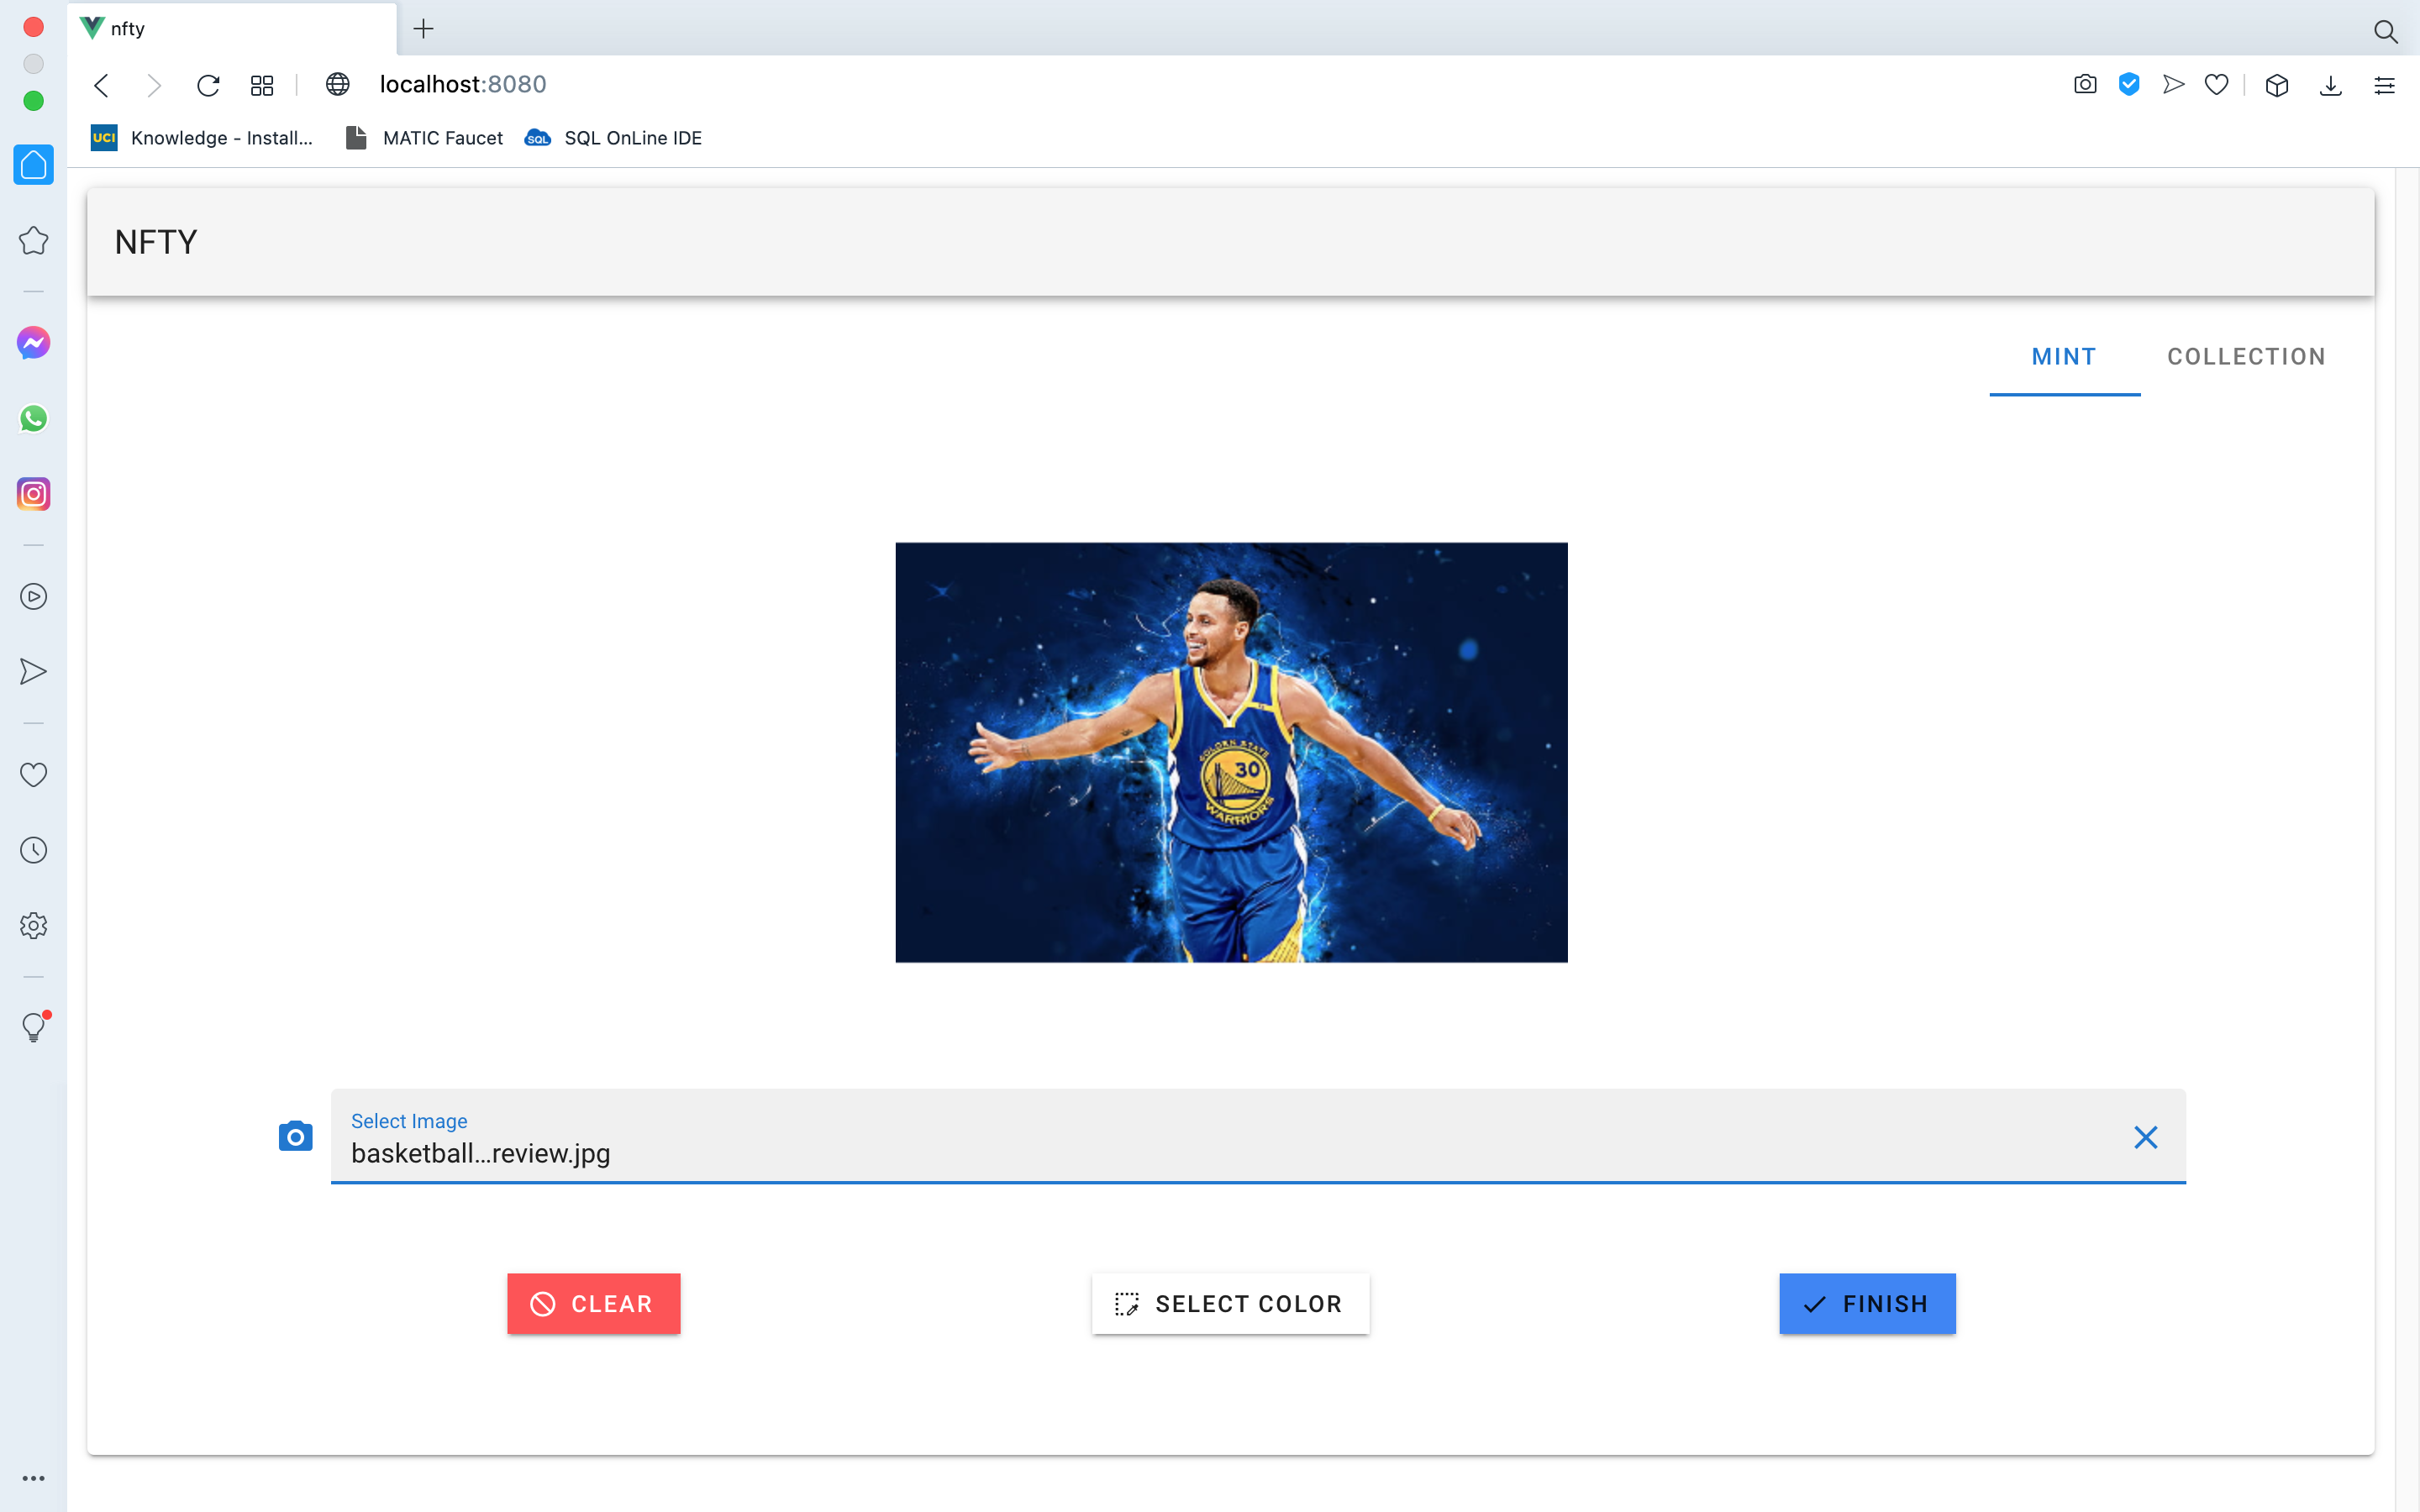 nfty
localhost:8080
UCI Knowledge - Install... MATIC Faucet SQL SQL OnLine IDE
NFTY
MINT COLLECTION
GOLDEN STATE
30
WARRIORS
Select Image
basketball...review.jpg
CLEAR SELECT COLOR FINISH